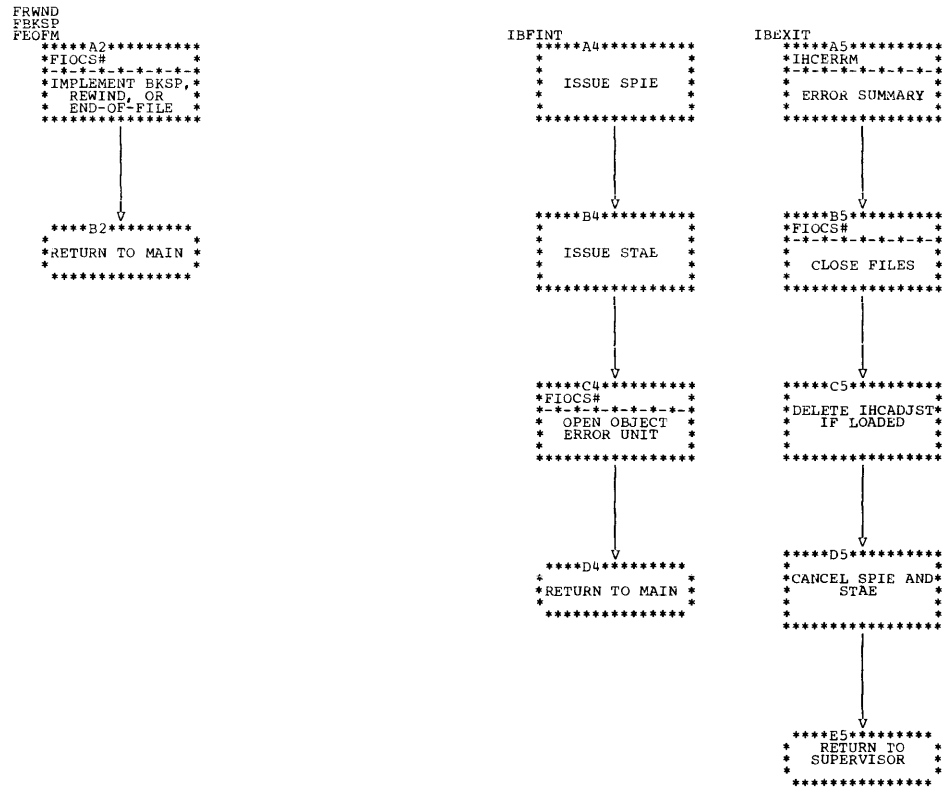 FRWND
FBKSP
FEOFM
*****A2**********
*FIOCS# *
*-*-*-*-*-*-*-*-*
*IMPLEMENT BKSP,*
* REWIND, OR *
* END-OF-FILE *
*****************
****B2*********
* *
*RETURN TO MAIN *
* *
***************
IBFINT
*****A4**********
* *
* ISSUE SPIE *
* *
*****************
*****B4**********
* *
* ISSUE STAE *
* *
*****************
*****C4**********
*FIOCS# *
*-*-*-*-*-*-*-*-*
* OPEN OBJECT *
* ERROR UNIT *
* *
*****************
****D4*********
* *
*RETURN TO MAIN *
* *
***************
IBEXIT
*****A5**********
*IHCERRM *
*-*-*-*-*-*-*-*-*
* ERROR SUMMARY *
* *
*****************
*****B5**********
*FIOCS# *
*-*-*-*-*-*-*-*-*
* CLOSE FILES *
* *
*****************
*****C5**********
* *
*DELETE IHCADJST*
* IF LOADED *
* *
*****************
*****D5**********
* *
*CANCEL SPIE AND*
* STAE *
* *
*****************
****E5*********
* RETURN TO *
* SUPERVISOR *
* *
***************